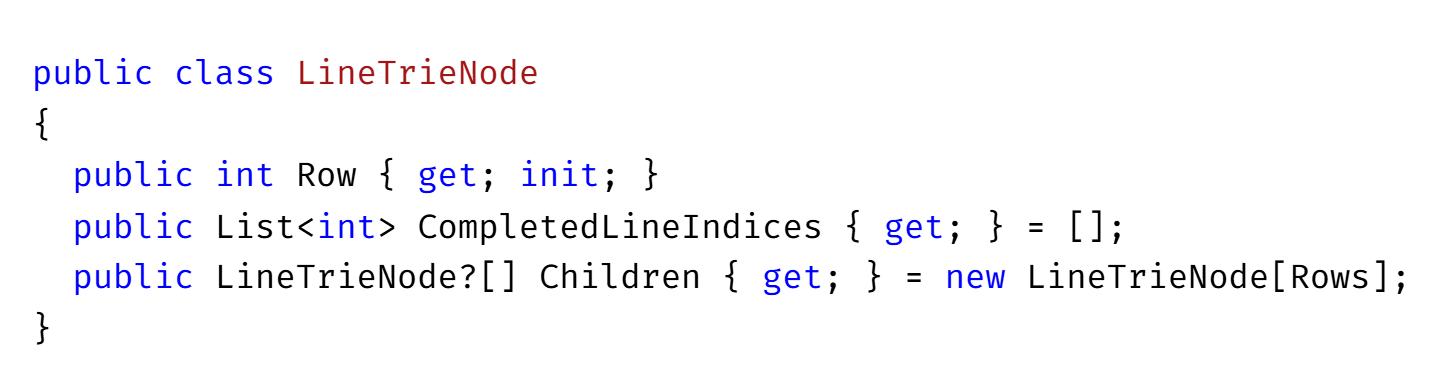 public class LineTrieNode
{
  public int Row { get; init; }
  public List<int> CompletedLineIndices { get; } = [];
  public LineTrieNode?[] Children { get; } = new LineTrieNode[Rows];
}